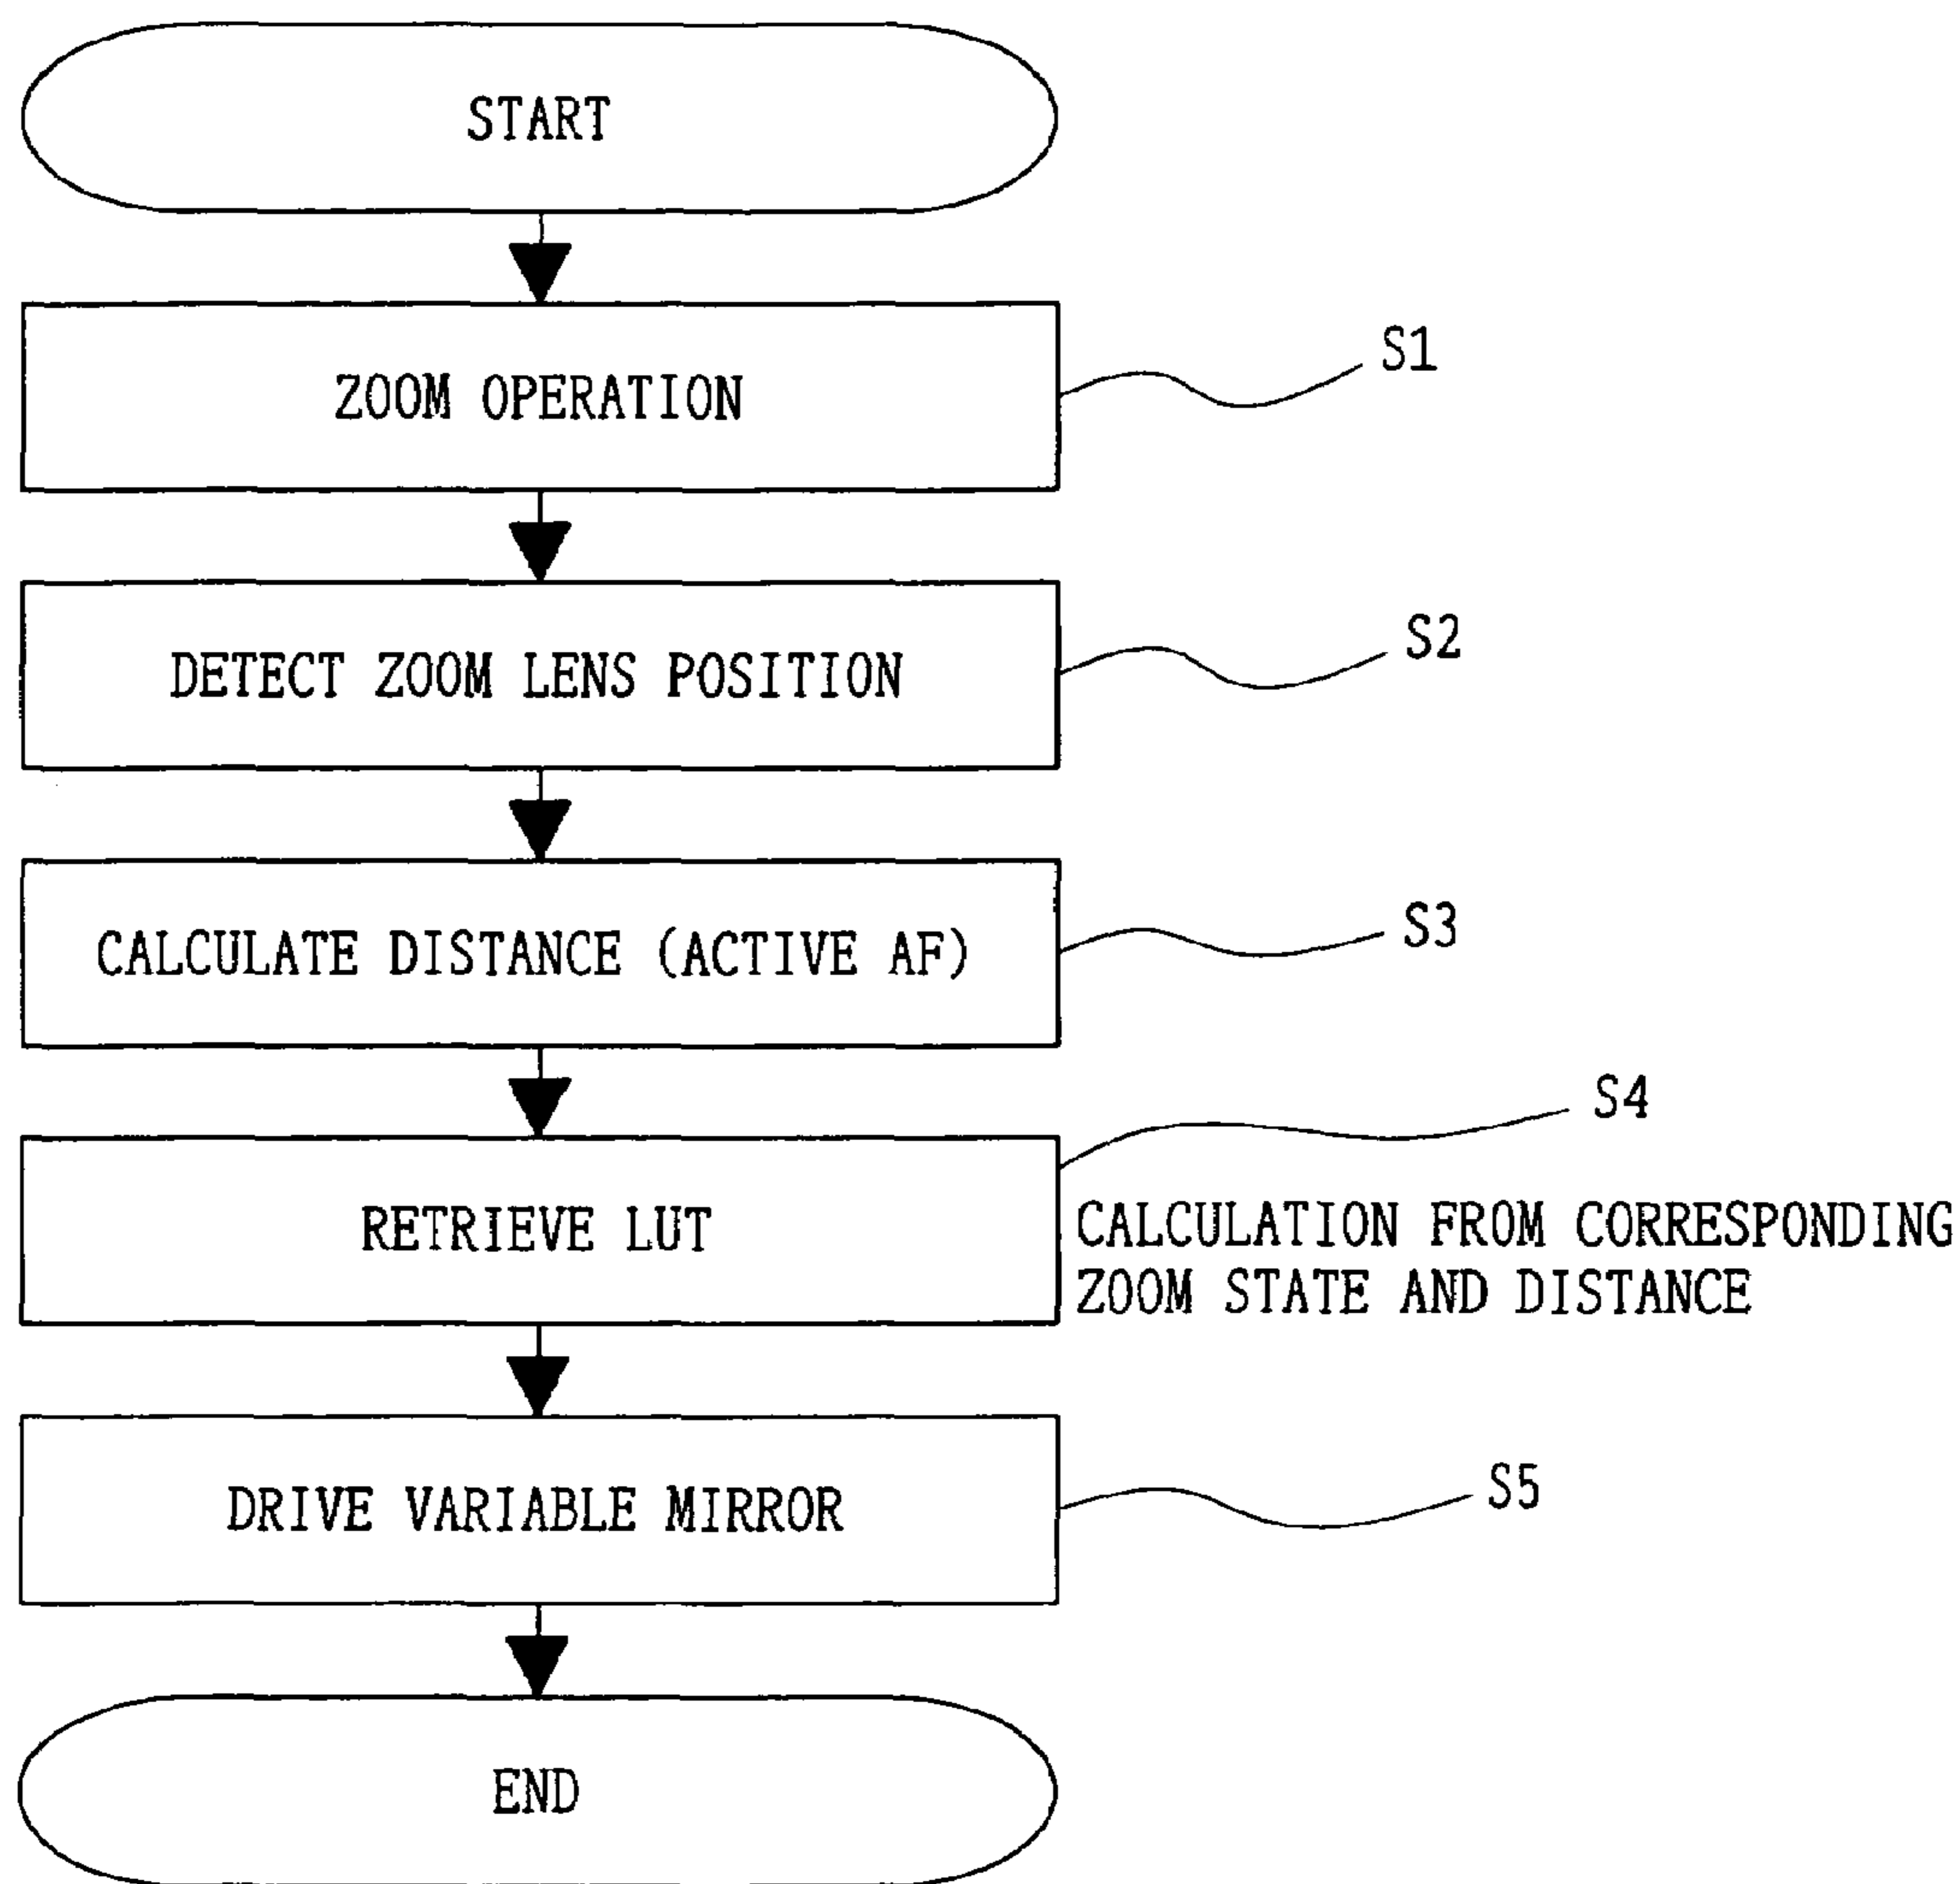 START
ZOOM OPERATION
S1
DETECT ZOOM LENS POSITION
S2
CALCULATE DISTANCE (ACTIVE AF)
S3
RETRIEVE LUT
S4
CALCULATION FROM CORRESPONDING
ZOOM STATE AND DISTANCE
DRIVE VARIABLE MIRROR
S5
END